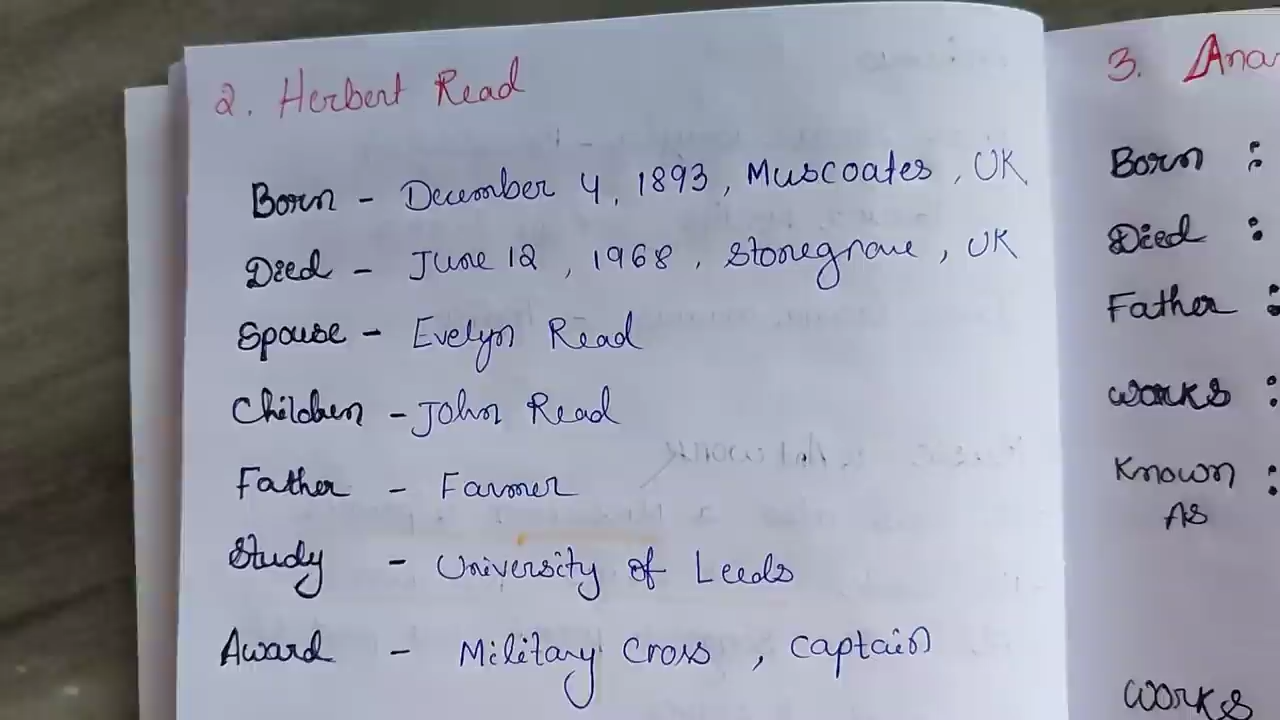 2. Herbert Read
Born - December 4, 1893, Muscoates, UK
Died - June 12, 1968, Stonegrave, UK
Spouse - Evelyn Read
Children - John Read
Father - Farmer
Study - University of Leeds
Award - Military Cross, Captain
3. Ana
Born :
Died :
Father :
Works :
Known :
As
Works